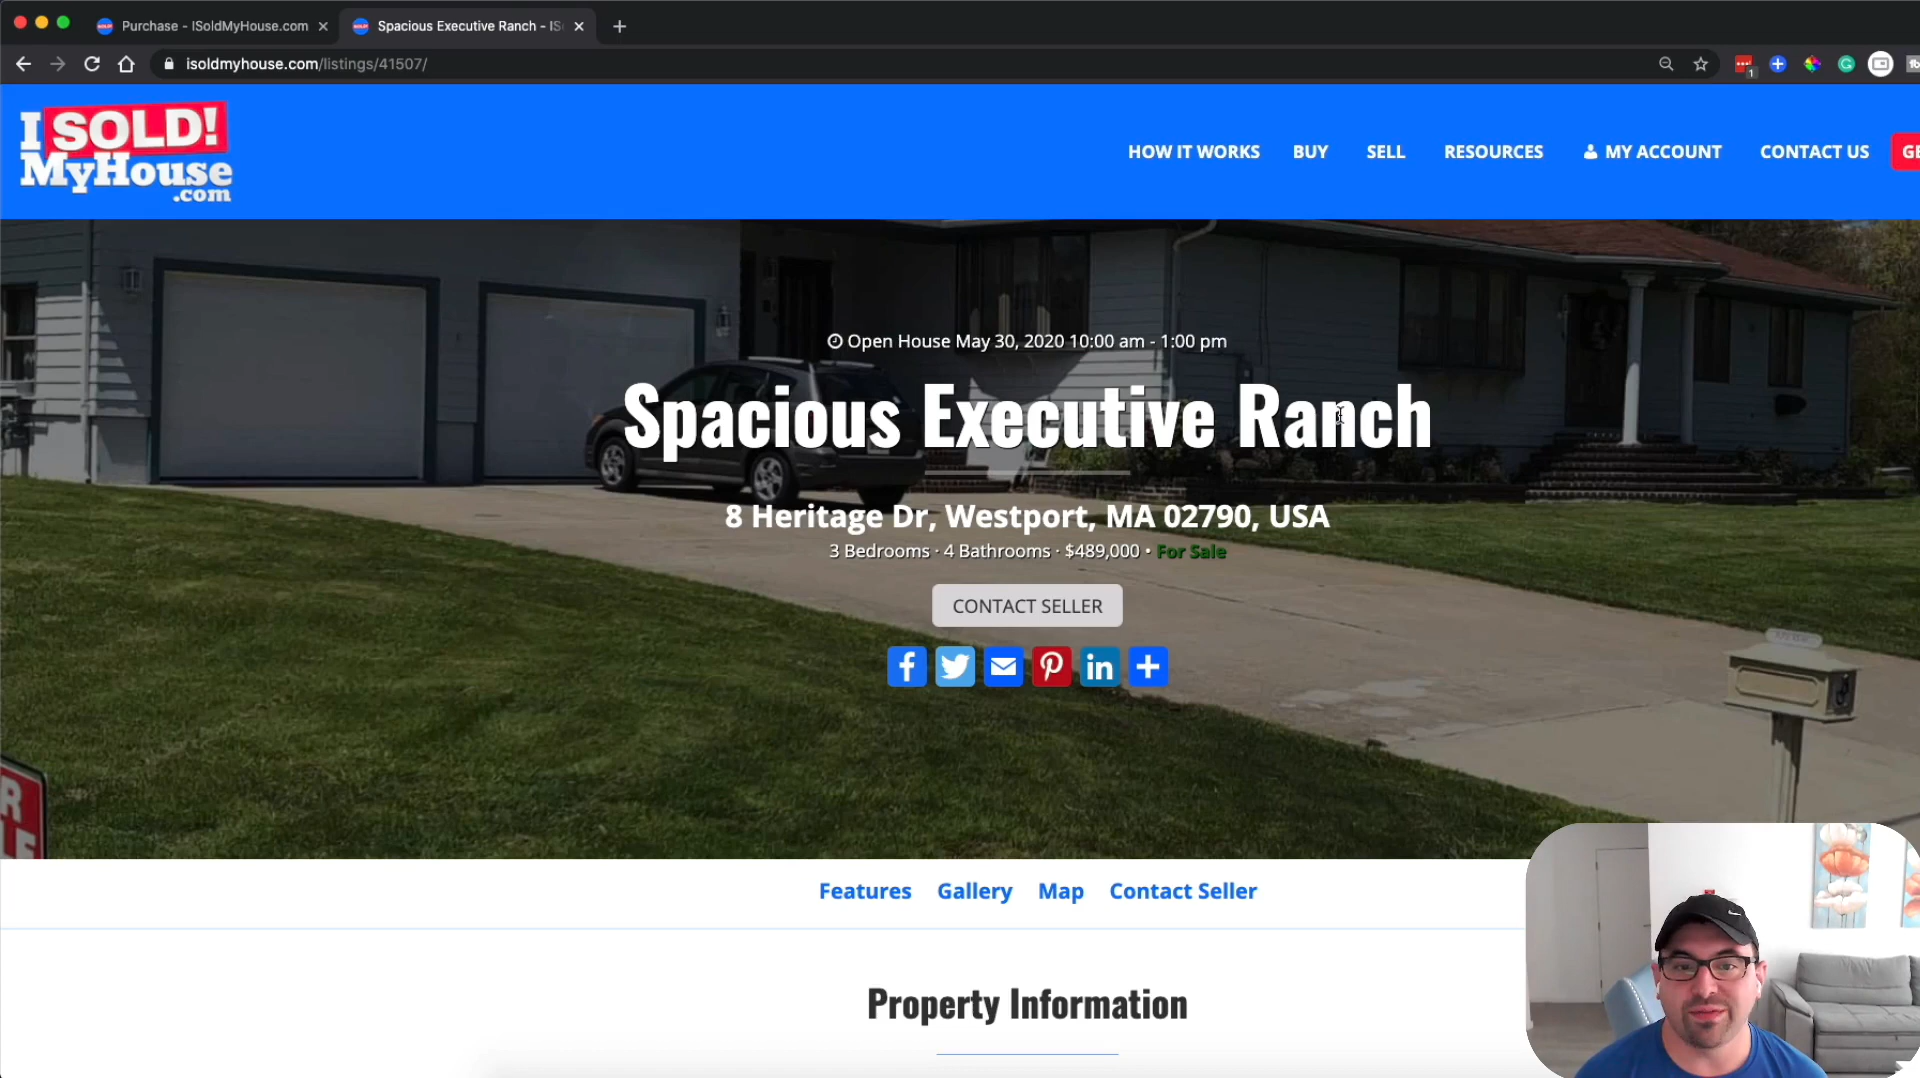 Purchase - ISoldMyHouse.com
Spacious Executive Ranch - IS
isoldmyhouse.com/listings/41507/
1
I SOLD!
MyHouse
.com
HOW IT WORKS
BUY
SELL
RESOURCES
MY ACCOUNT
CONTACT US
GE
Open House May 30, 2020 10:00 am - 1:00 pm
Spacious Executive Ranch
8 Heritage Dr, Westport, MA 02790, USA
3 Bedrooms · 4 Bathrooms · $489,000 • For Sale
CONTACT SELLER
Features
Gallery
Map
Contact Seller
Property Information